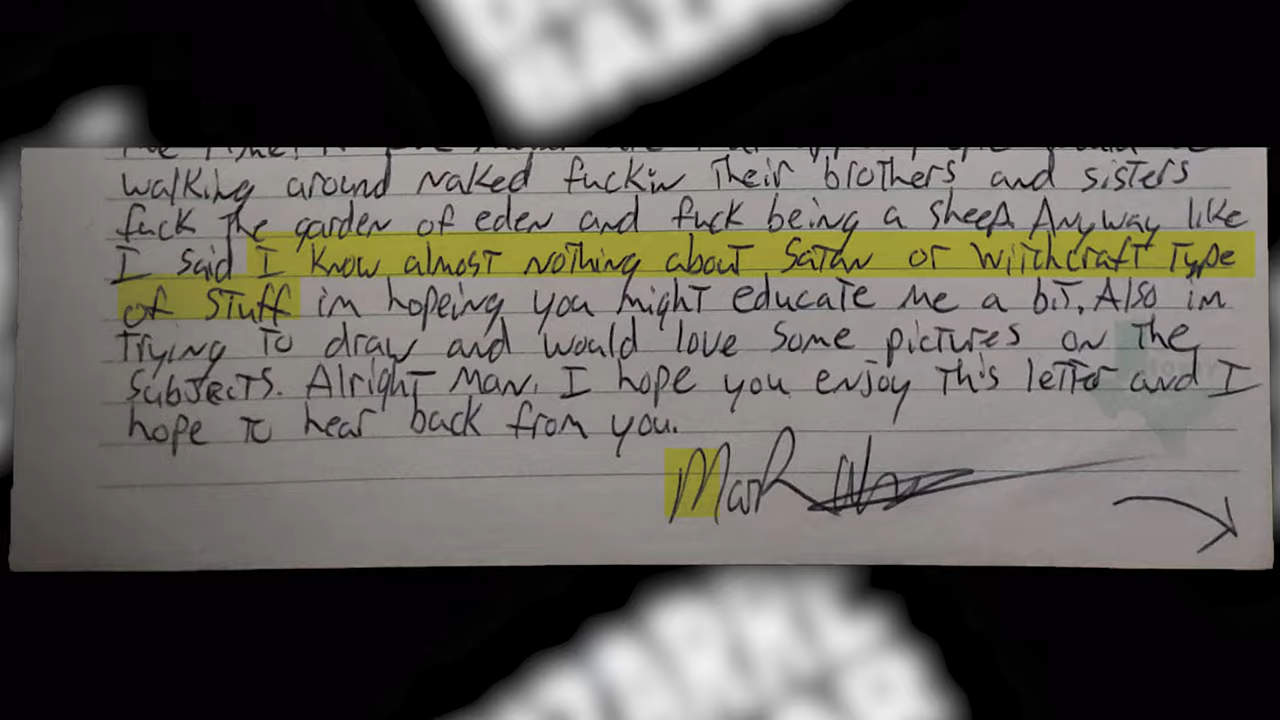 walking around naked fuckin their brothers and sisters
fuck the garden of eden and fuck being a sheep. Anyway like
I said I know almost nothing about Satan or Wiithcraft Type
of Stuff im hopeing you might educate me a bit. Also im
trying to draw and would love some pictures on the
subjects. Alright man, I hope you enjoy this letter and I
hope to hear back from you.
Mark